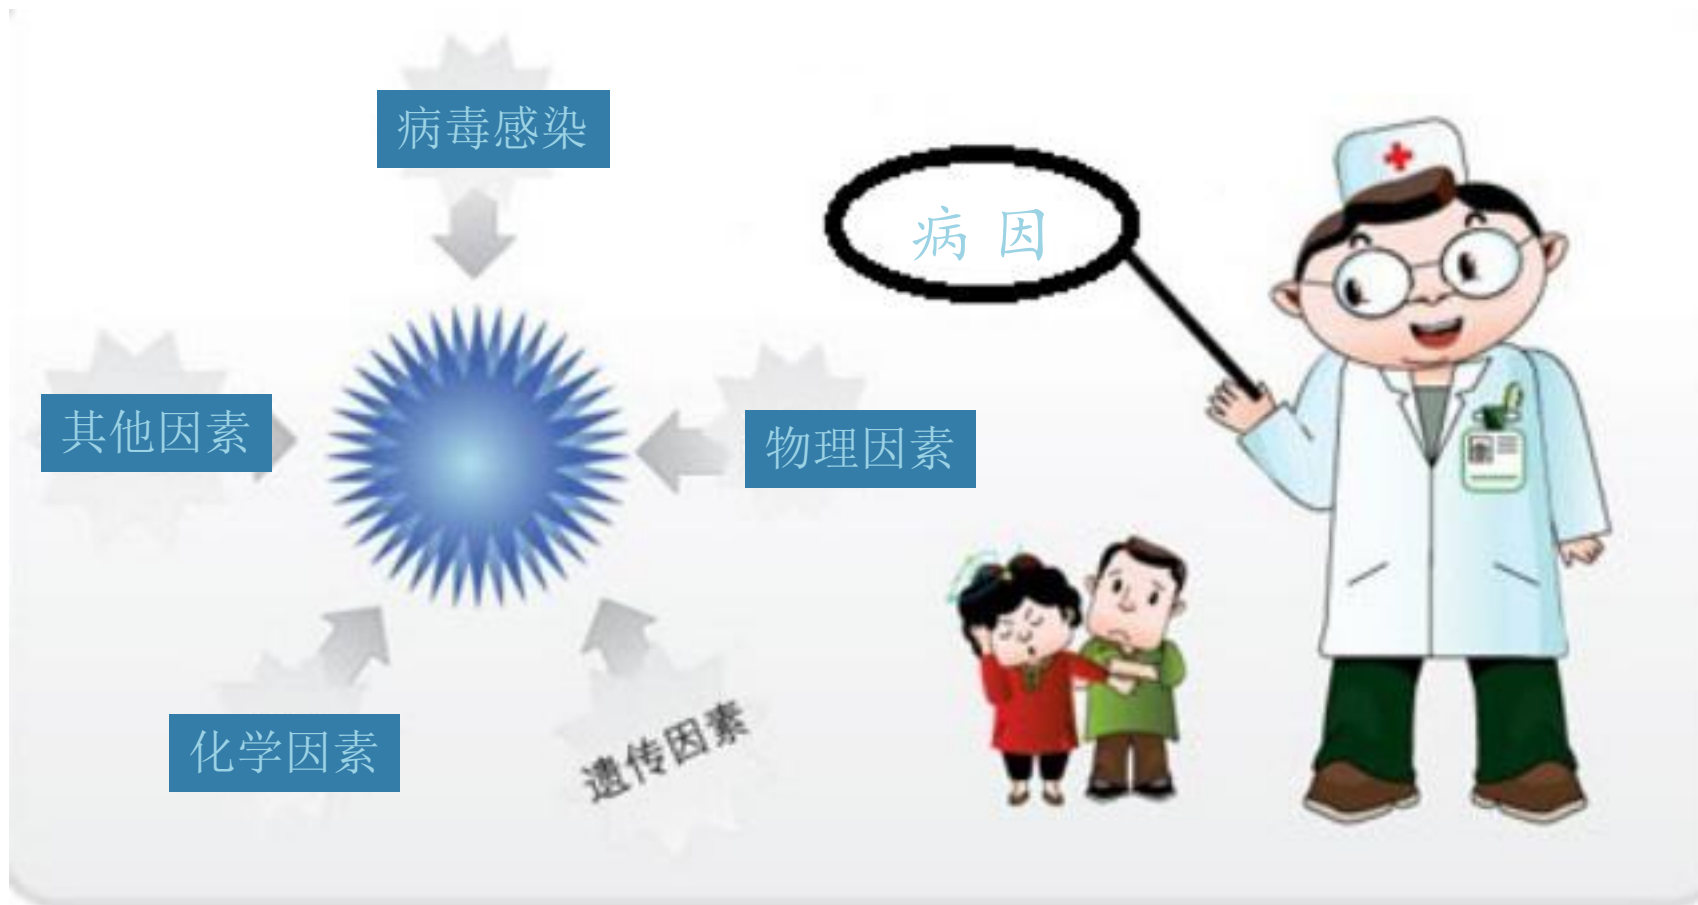 病毒感染
病 因
其他因素
物理因素
化学因素
遗传因素